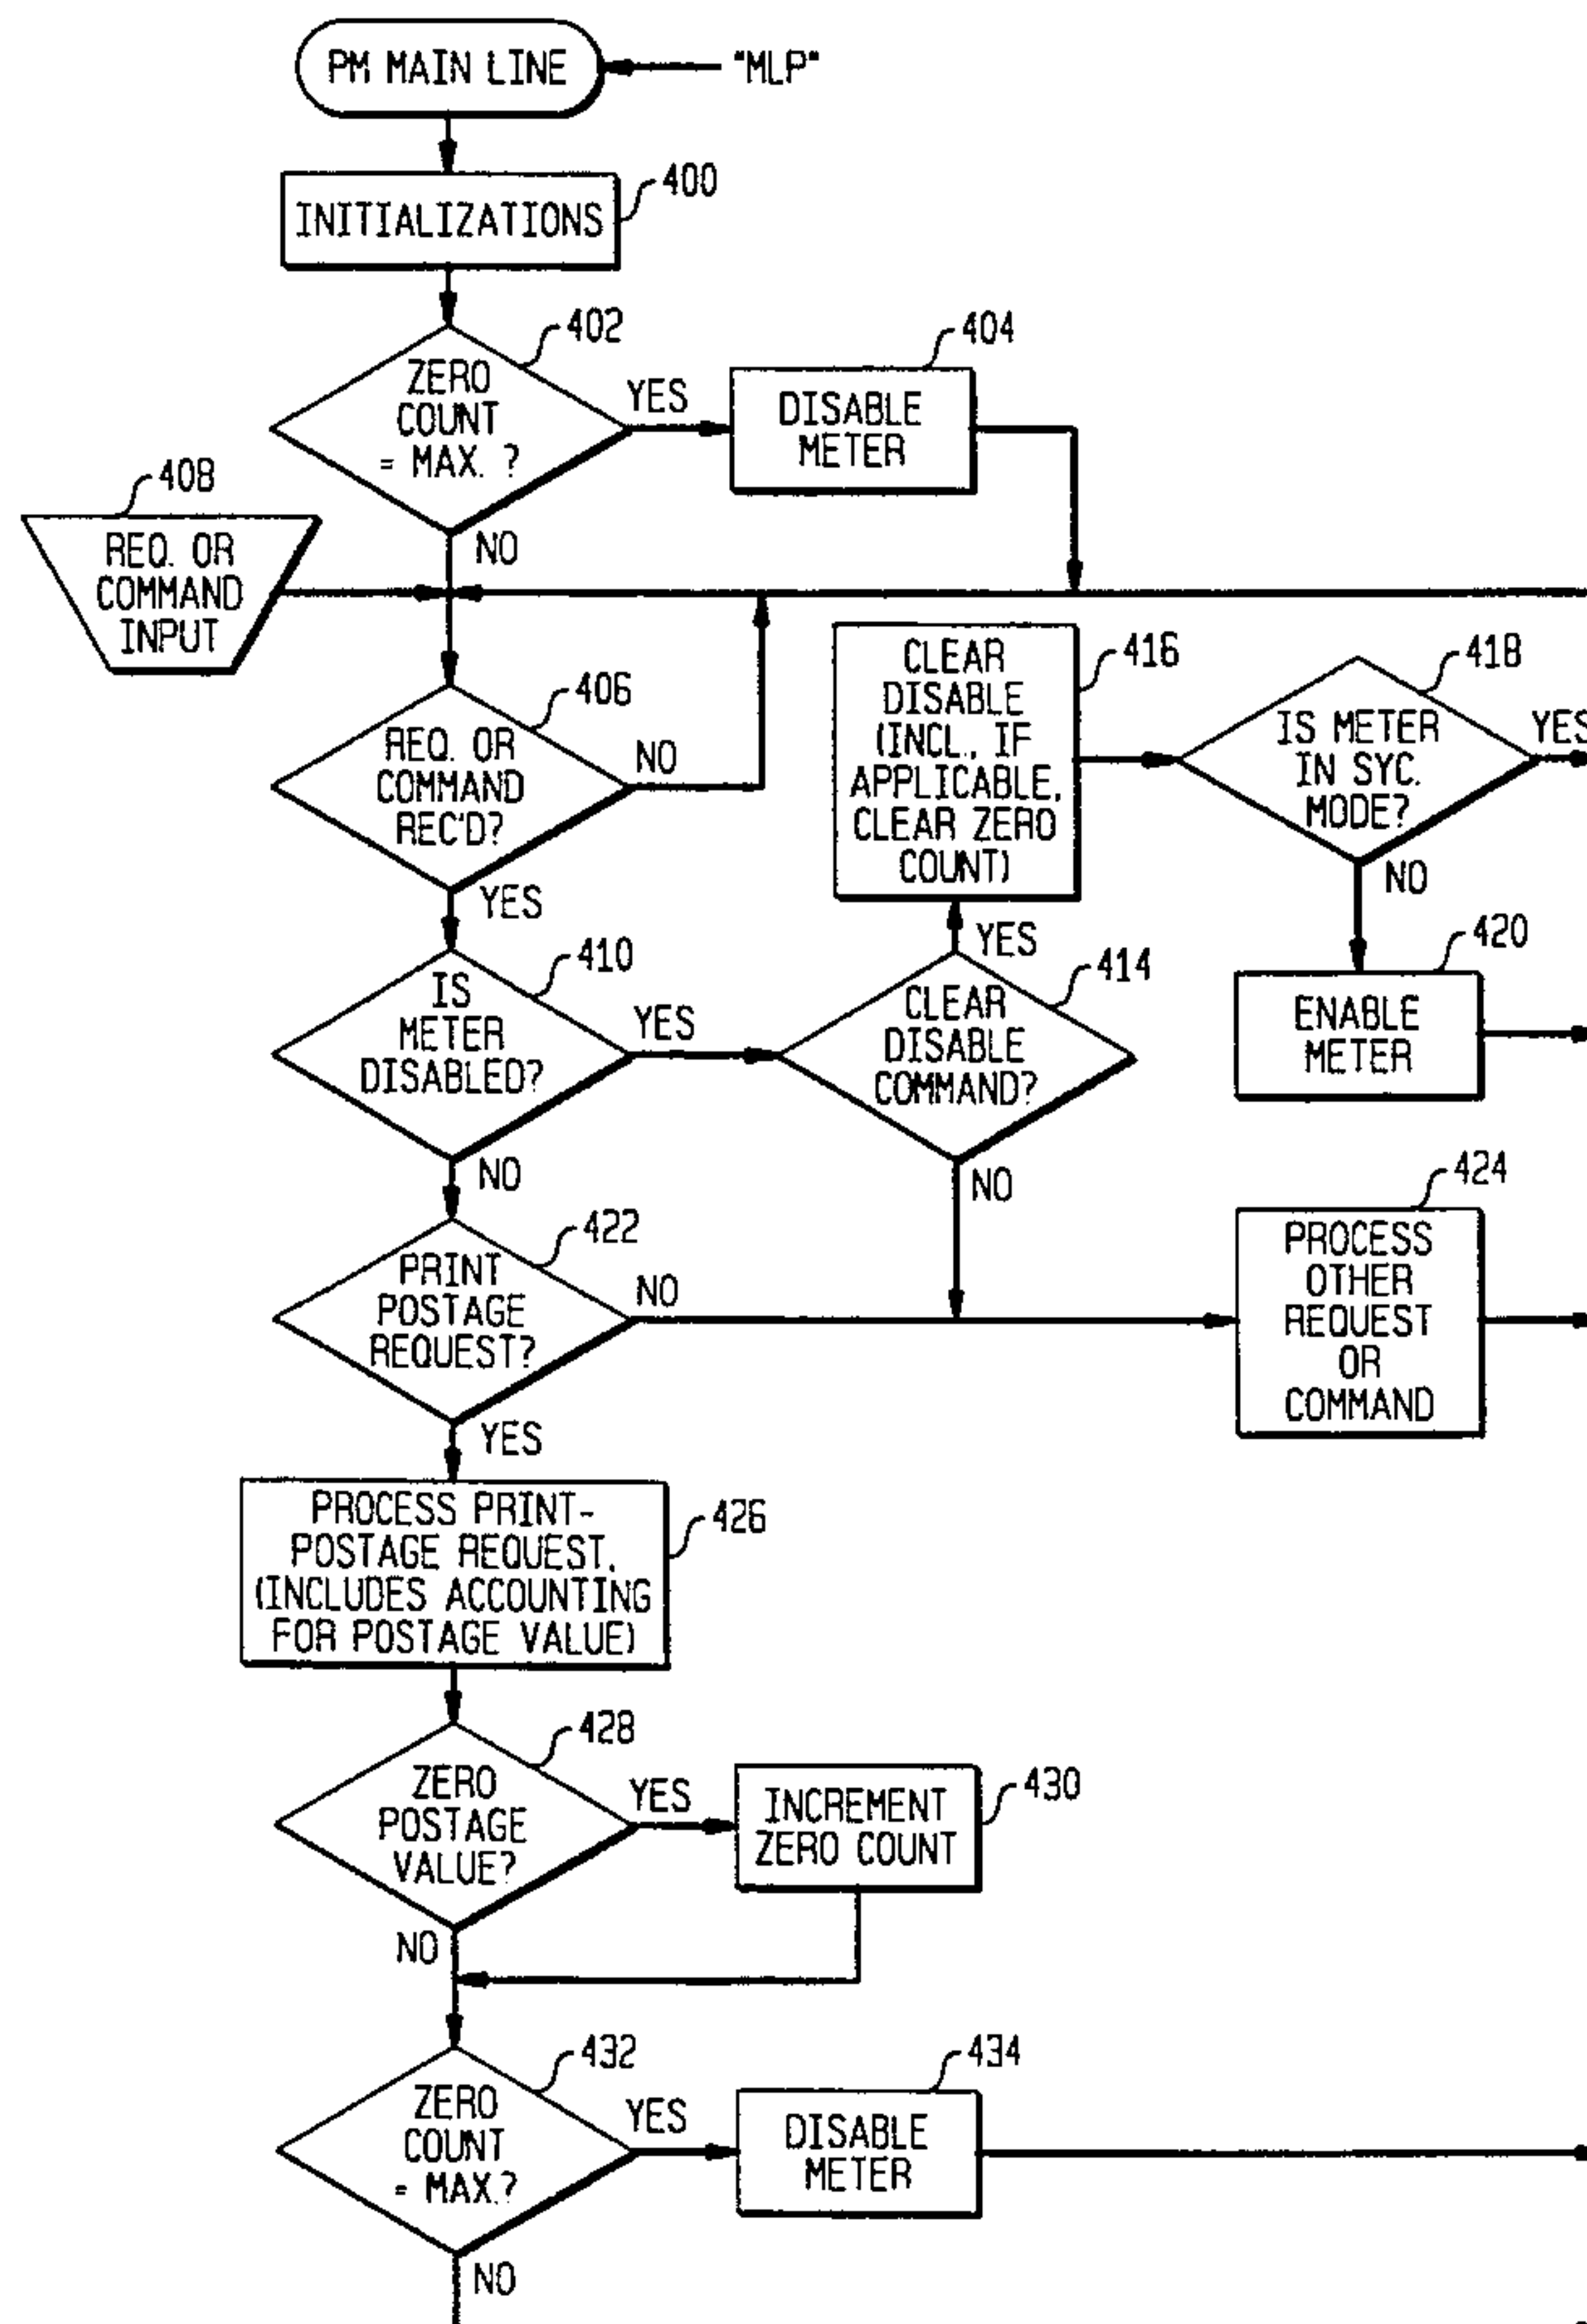 PM MAIN LINE
"MLP"
400
INITIALIZATIONS
402
ZERO
COUNT
= MAX. ?
YES
NO
404
DISABLE
METER
408
REQ. OR
COMMAND
INPUT
406
REQ. OR
COMMAND
REC'D?
NO
YES
416
CLEAR
DISABLE
(INCL., IF
APPLICABLE,
CLEAR ZERO
COUNT)
418
IS METER
IN SYC.
MODE?
YES
NO
420
ENABLE
METER
410
IS
METER
DISABLED?
YES
NO
YES
414
CLEAR
DISABLE
COMMAND?
NO
422
PRINT
POSTAGE
REQUEST?
NO
YES
424
PROCESS
OTHER
REQUEST
OR
COMMAND
426
PROCESS PRINT-
POSTAGE REQUEST.
(INCLUDES ACCOUNTING
FOR POSTAGE VALUE)
428
ZERO
POSTAGE
VALUE?
YES
NO
430
INCREMENT
ZERO COUNT
432
ZERO
COUNT
= MAX.?
YES
NO
434
DISABLE
METER